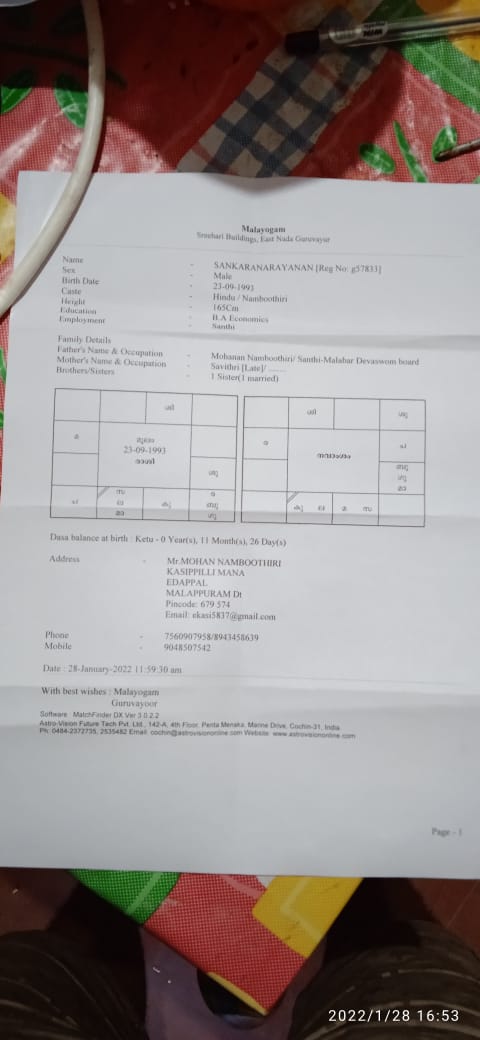 Malayogam
Sreehari Buildings, East Nada Guruvayur
Name - SANKARANARAYANAN [Reg No: g57833]
Sex - Male
Birth Date - 23-09-1993
Caste - Hindu / Namboothiri
Height - 165Cm
Education - B.A Economics
Employment - Santhi
Family Details
Father's Name & Occupation - Mohanan Namboothiri/ Santhi-Malabar Devaswom board
Mother's Name & Occupation - Savithri [Late]/ .......
Brothers/Sisters - 1 Sister(1 married)
23-09-1993
രാശി
നവാംശം
Dasa balance at birth : Ketu - 0 Year(s), 11 Month(s), 26 Day(s)
Address - Mr.MOHAN NAMBOOTHIRI
KASIPPILLI MANA
EDAPPAL
MALAPPURAM Dt
Pincode: 679 574
Email: ekasi5837@gmail.com
Phone - 7560907958/8943458639
Mobile - 9048507542
Date : 28-January-2022 11:59:30 am
With best wishes : Malayogam
Guruvayoor
Software : MatchFinder DX Ver 3.0.2.2
Astro-Vision Future Tech Pvt. Ltd., 142-A, 4th Floor, Penta Menaka, Marine Drive, Cochin-31, India
Ph: 0484-2372735, 2535482 Email: cochin@astrovisiononline.com Website: www.astrovisiononline.com
Page - 1
2022/1/28 16:53